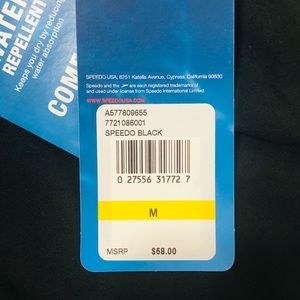 WATER
REPELLENT
Keeps you dry by reducing
water absorption
COM
SPEEDO USA, 6251 Katella Avenue, Cypress, California 90630
Speedo and the are each registered trademarks of
and used under license from Speedo International Limited.
WWW.SPEEDOUSA.COM
A577809655
7721086001
SPEEDO BLACK
0 27556 31772 7
M
MSRP $58.00